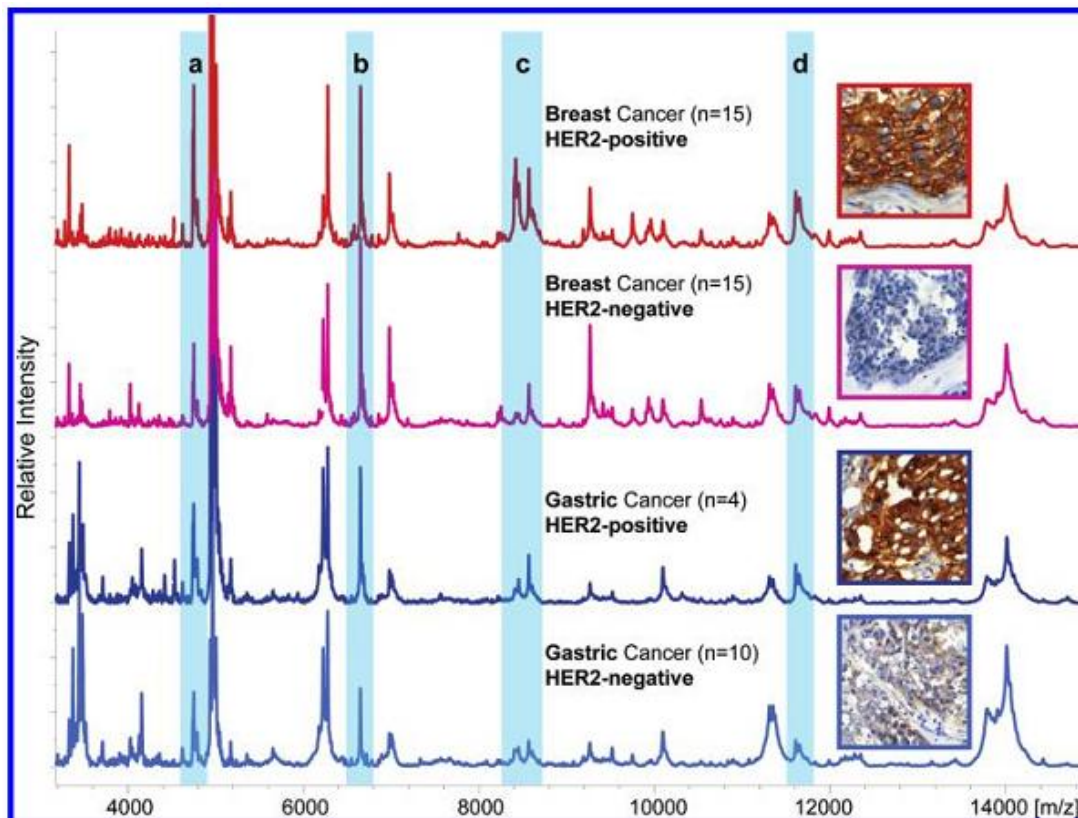 a b c d
Breast Cancer (n=15)
HER2-positive
Breast Cancer (n=15)
HER2-negative
Relative Intensity
Gastric Cancer (n=4)
HER2-positive
Gastric Cancer (n=10)
HER2-negative
4000 6000 8000 10000 12000 14000 [m/z]